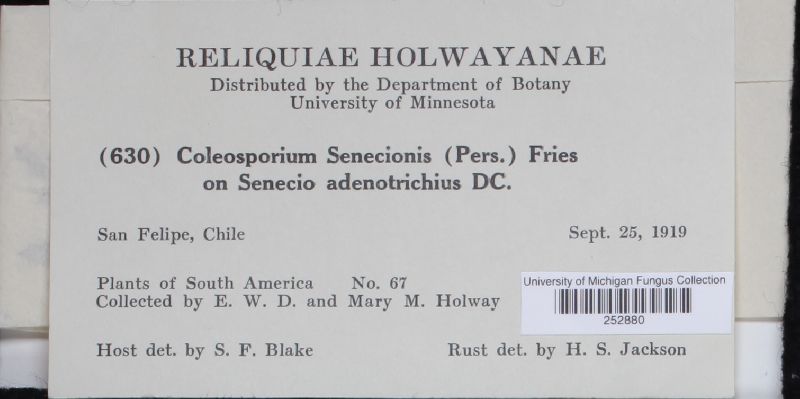 RELIQUIAE HOLWAYANAE
Distributed by the Department of Botany
University of Minnesota
(630) Coleosporium Senecionis (Pers.) Fries
on Senecio adenotrichius DC.
San Felipe, Chile Sept. 25, 1919
Plants of South America No. 67
Collected by E. W. D. and Mary M. Holway
University of Michigan Fungus Collection
252880
Host det. by S. F. Blake Rust det. by H. S. Jackson